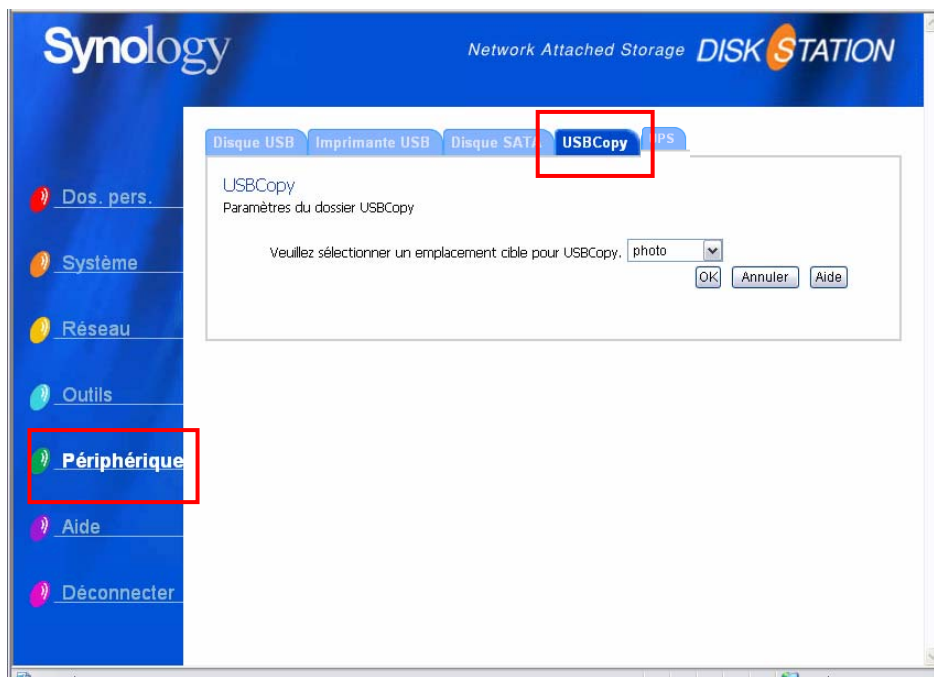 Synology
Network Attached Storage DISK STATION
Disque USB Imprimante USB Disque SATA USBCopy UPS
USBCopy
Paramètres du dossier USBCopy
Veuillez sélectionner un emplacement cible pour USBCopy. photo
OK Annuler Aide
Dos. pers.
Système
Réseau
Outils
Périphérique
Aide
Déconnecter